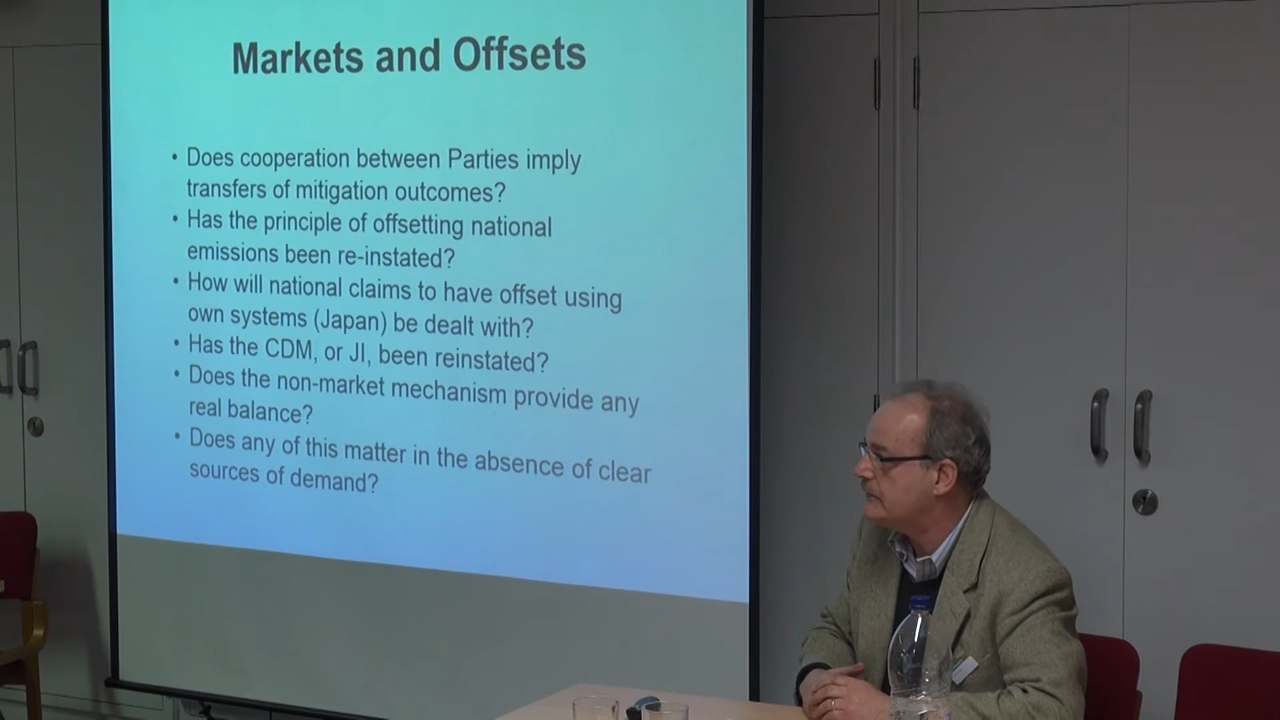 Markets and Offsets
• Does cooperation between Parties imply
transfers of mitigation outcomes?
• Has the principle of offsetting national
emissions been re-instated?
• How will national claims to have offset using
own systems (Japan) be dealt with?
• Has the CDM, or JI, been reinstated?
• Does the non-market mechanism provide any
real balance?
• Does any of this matter in the absence of clear
sources of demand?